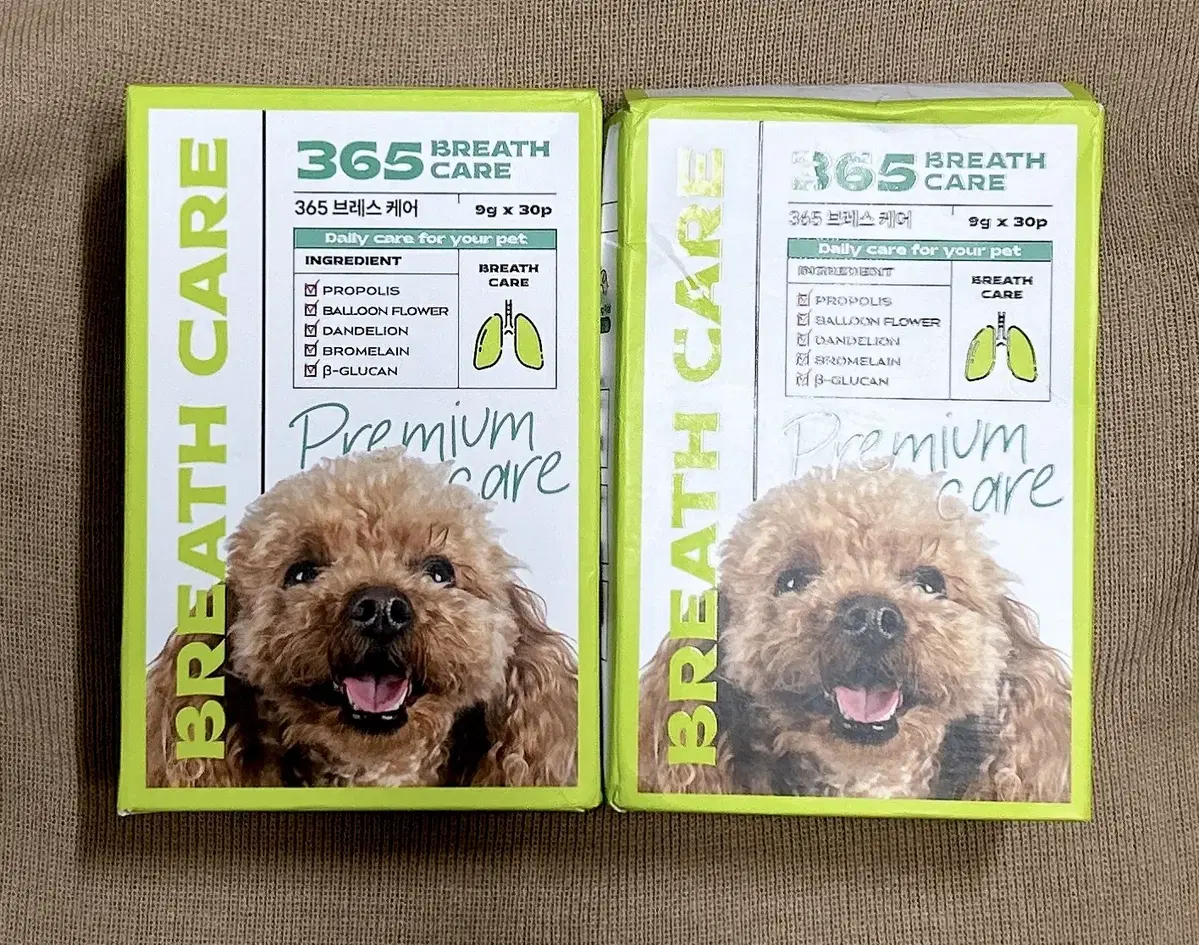 BREATH CARE
365 BREATH
CARE
365 브레스 케어
9g x 30p
Daily care for your pet
INGREDIENT
PROPOLIS
BALLOON FLOWER
DANDELION
BROMELAIN
β-GLUCAN
BREATH
CARE
Premium
care
BREATH CARE
365 BREATH
CARE
365 브레스 케어
9g x 30p
Daily care for your pet
INGREDIENT
PROPOLIS
BALLOON FLOWER
DANDELION
BROMELAIN
β-GLUCAN
BREATH
CARE
Premium
care